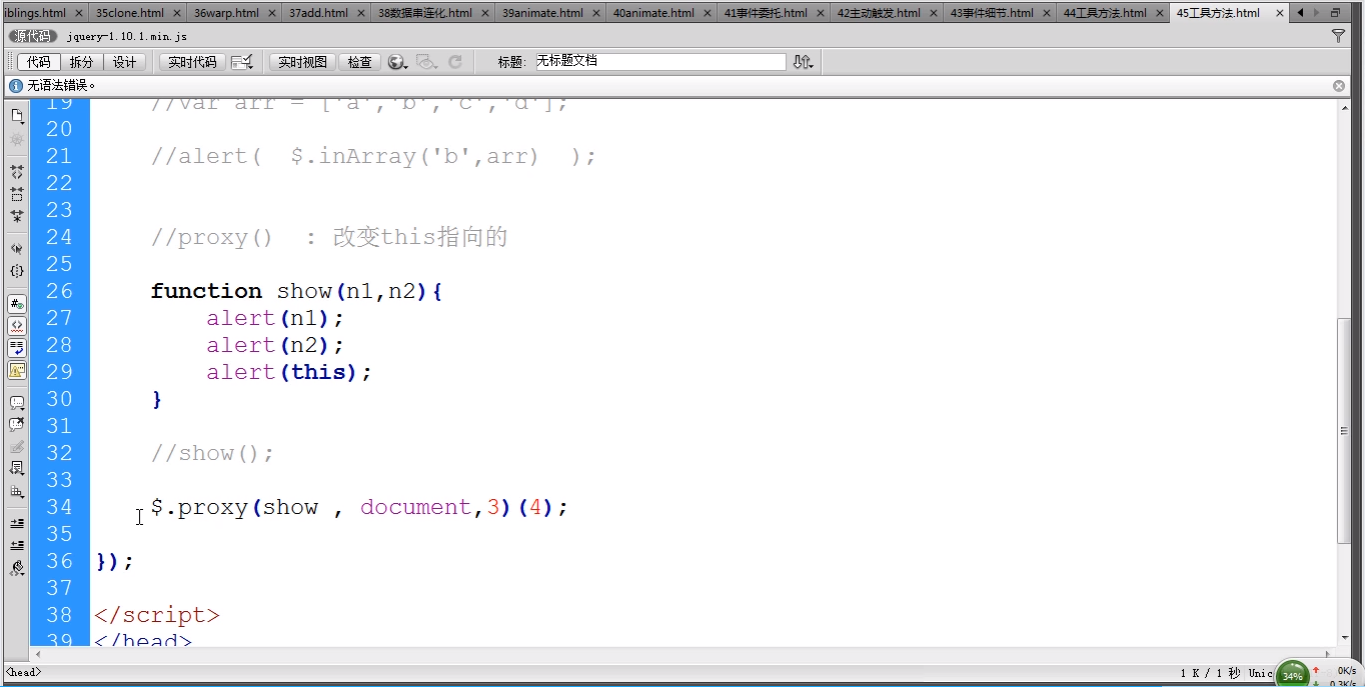 iblings.html × 35clone.html × 36warp.html × 37add.html × 38数据串连化.html × 39animate.html × 40animate.html × 41事件委托.html × 42主动触发.html × 43事件细节.html × 44工具方法.html × 45工具方法.html ×
源代码 jquery-1.10.1.min.js
代码 拆分 设计 实时代码 实时视图 检查 标题: 无标题文档
无语法错误。
19 //var arr = ['a','b','c','d'];
20
21 //alert( $.inArray('b',arr) );
22
23
24 //proxy() : 改变this指向的
25
26 function show(n1,n2){
27 alert(n1);
28 alert(n2);
29 alert(this);
30 }
31
32 //show();
33
34 $.proxy(show , document,3)(4);
35
36 });
37
38 </script>
39 </head>
<head> 1 K / 1 秒 Unic 34% 0K/s
0.3K/s